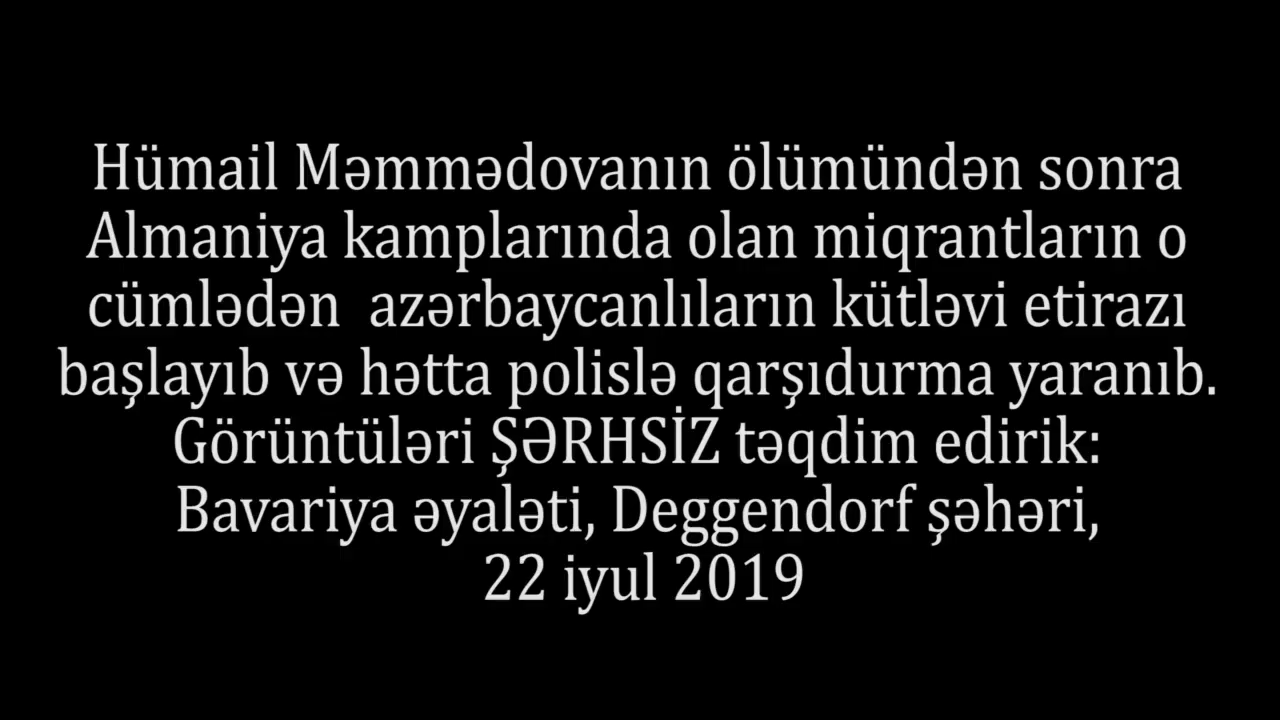 Hümail Məmmədovanın ölümündən sonra
Almaniya kamplarında olan miqrantların o
cümlədən  azərbaycanlıların kütləvi etirazı
başlayıb və hətta polislə qarşıdurma yaranıb.
Görüntüləri ŞƏRHSİZ təqdim edirik:
Bavariya əyaləti, Deggendorf şəhəri,
22 iyul 2019